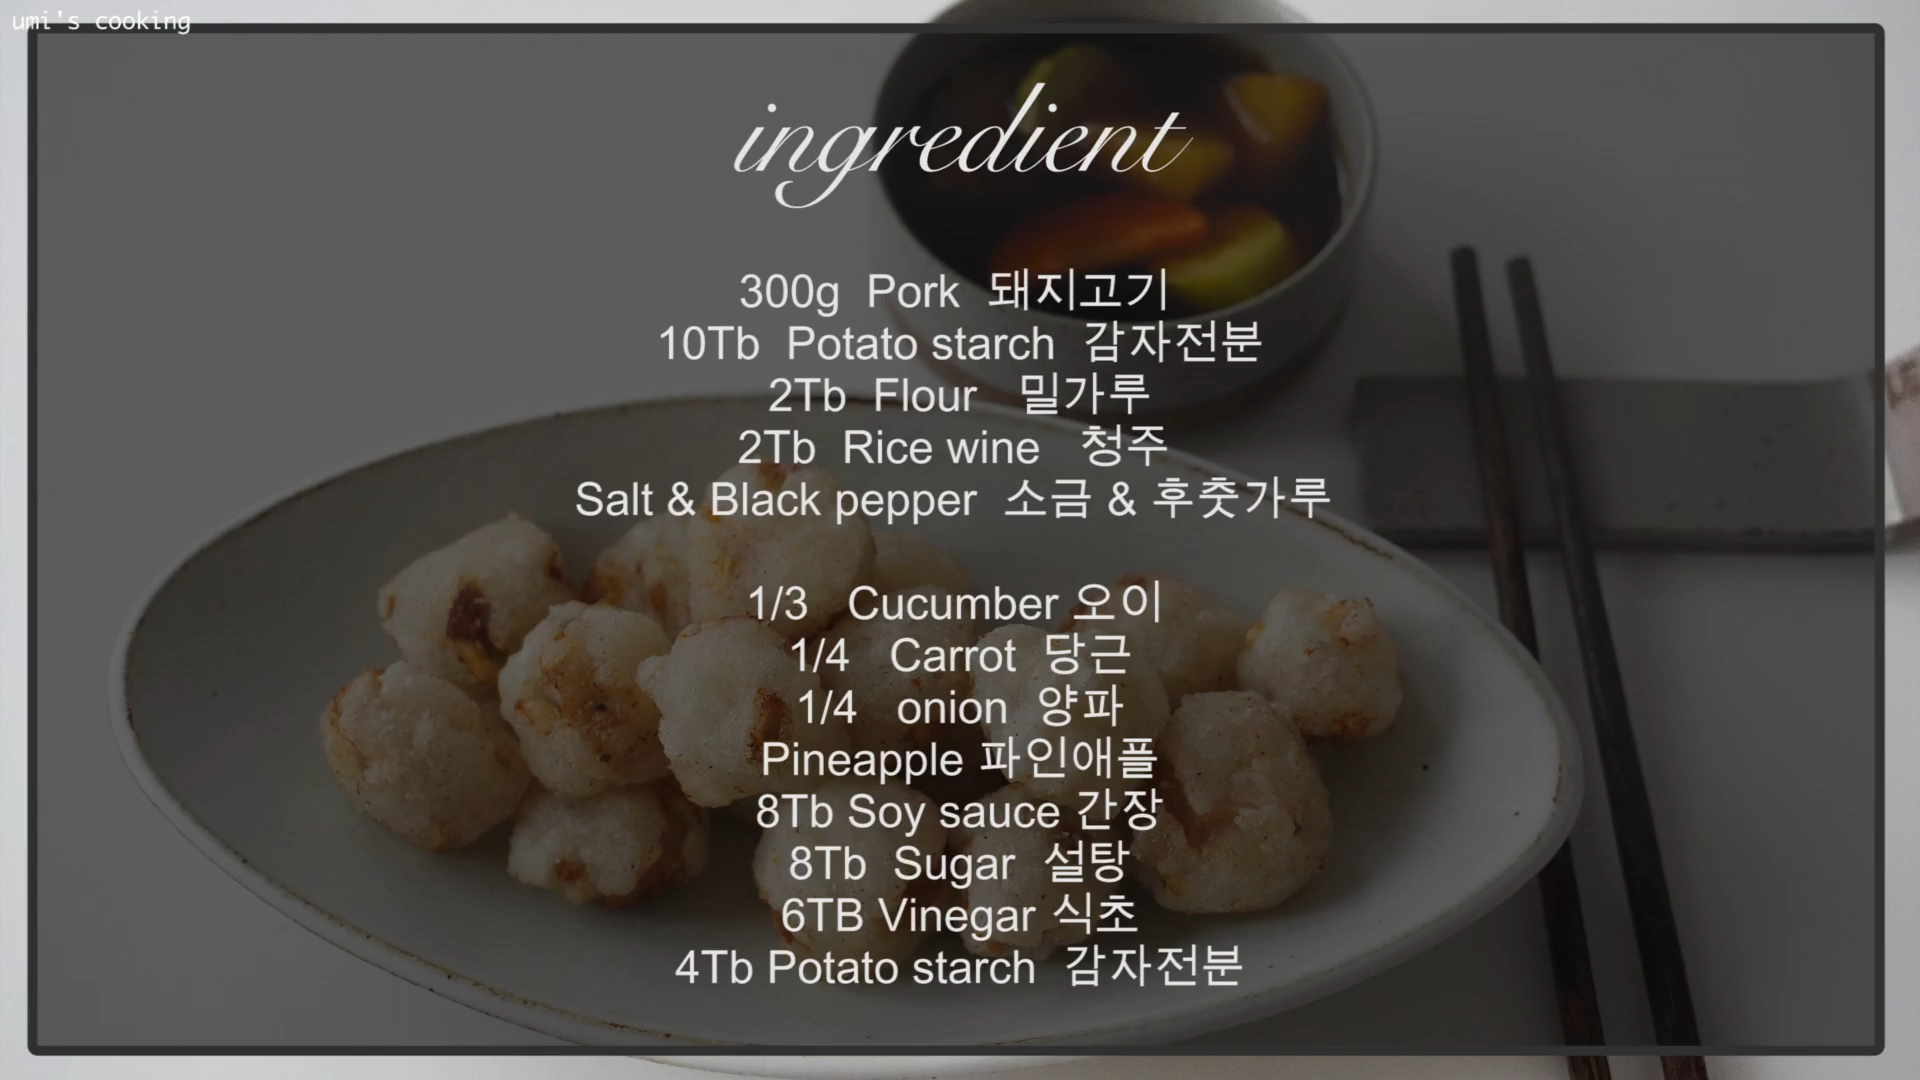 umi's cooking
ingredient
300g Pork 돼지고기
10Tb Potato starch 감자전분
2Tb Flour 밀가루
2Tb Rice wine 청주
Salt & Black pepper 소금 & 후춧가루
1/3 Cucumber 오이
1/4 Carrot 당근
1/4 onion 양파
Pineapple 파인애플
8Tb Soy sauce 간장
8Tb Sugar 설탕
6TB Vinegar 식초
4Tb Potato starch 감자전분